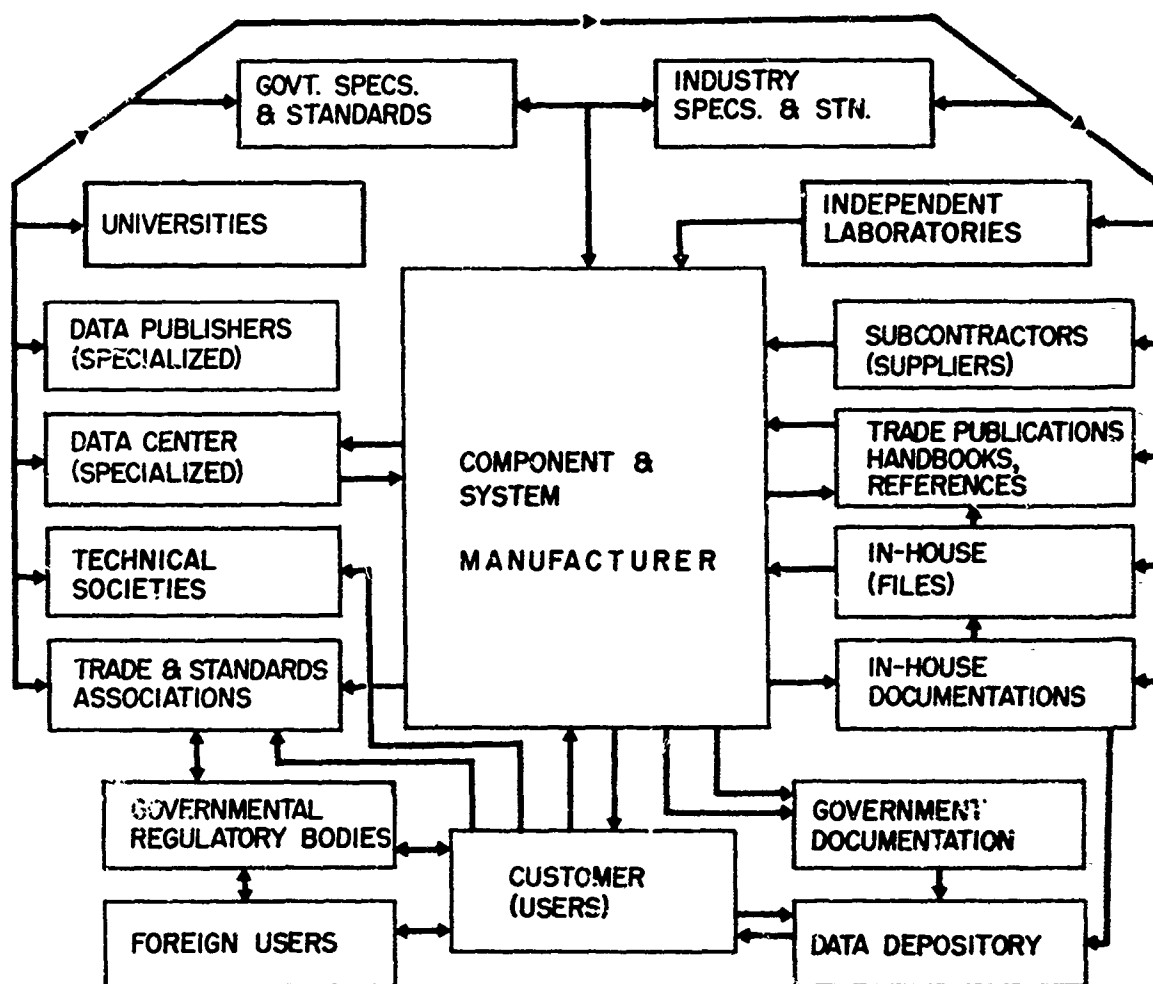 GOVT. SPECS.
& STANDARDS
INDUSTRY
SPECS. & STN.
UNIVERSITIES
INDEPENDENT
LABORATORIES
DATA PUBLISHERS
(SPECIALIZED)
SUBCONTRACTORS
(SUPPLIERS)
DATA CENTER
(SPECIALIZED)
COMPONENT &
SYSTEM
MANUFACTURER
TRADE PUBLICATIONS
HANDBOOKS,
REFERENCES
TECHNICAL
SOCIETIES
IN-HOUSE
(FILES)
TRADE & STANDARDS
ASSOCIATIONS
IN-HOUSE
DOCUMENTATIONS
GOVERNMENTAL
REGULATORY BODIES
CUSTOMER
(USERS)
GOVERNMENT
DOCUMENTATION
FOREIGN USERS
DATA DEPOSITORY